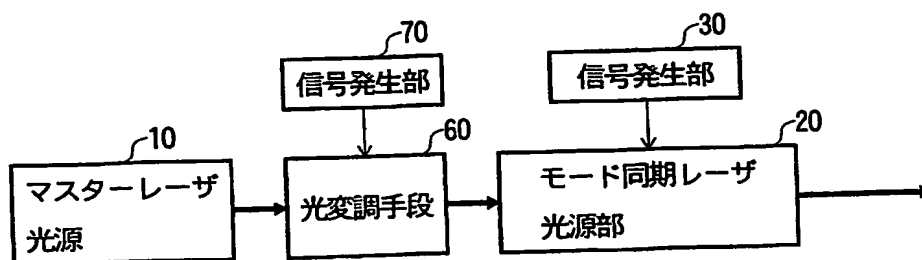 70
30
信号発生部
信号発生部
10
60
20
マスターレーザ
光源
光変調手段
モード同期レーザ
光源部